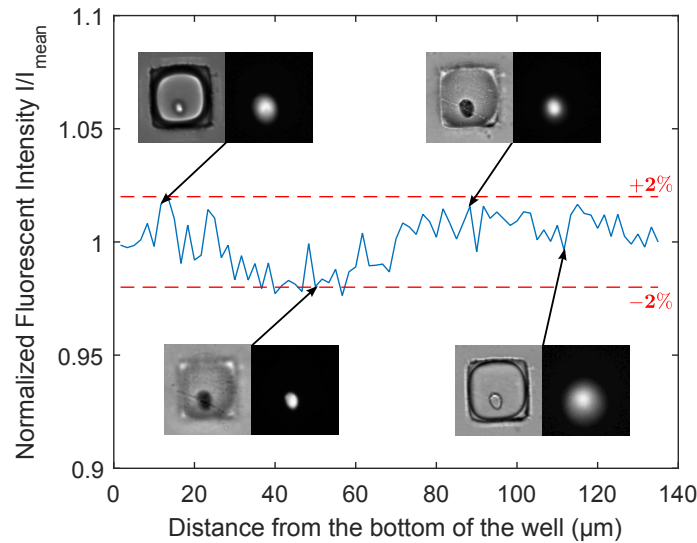 Normalized Fluorescent Intensity I/I_mean
1.1
1.05
1
0.95
0.9
+2%
−2%
0 20 40 60 80 100 120 140
Distance from the bottom of the well (µm)